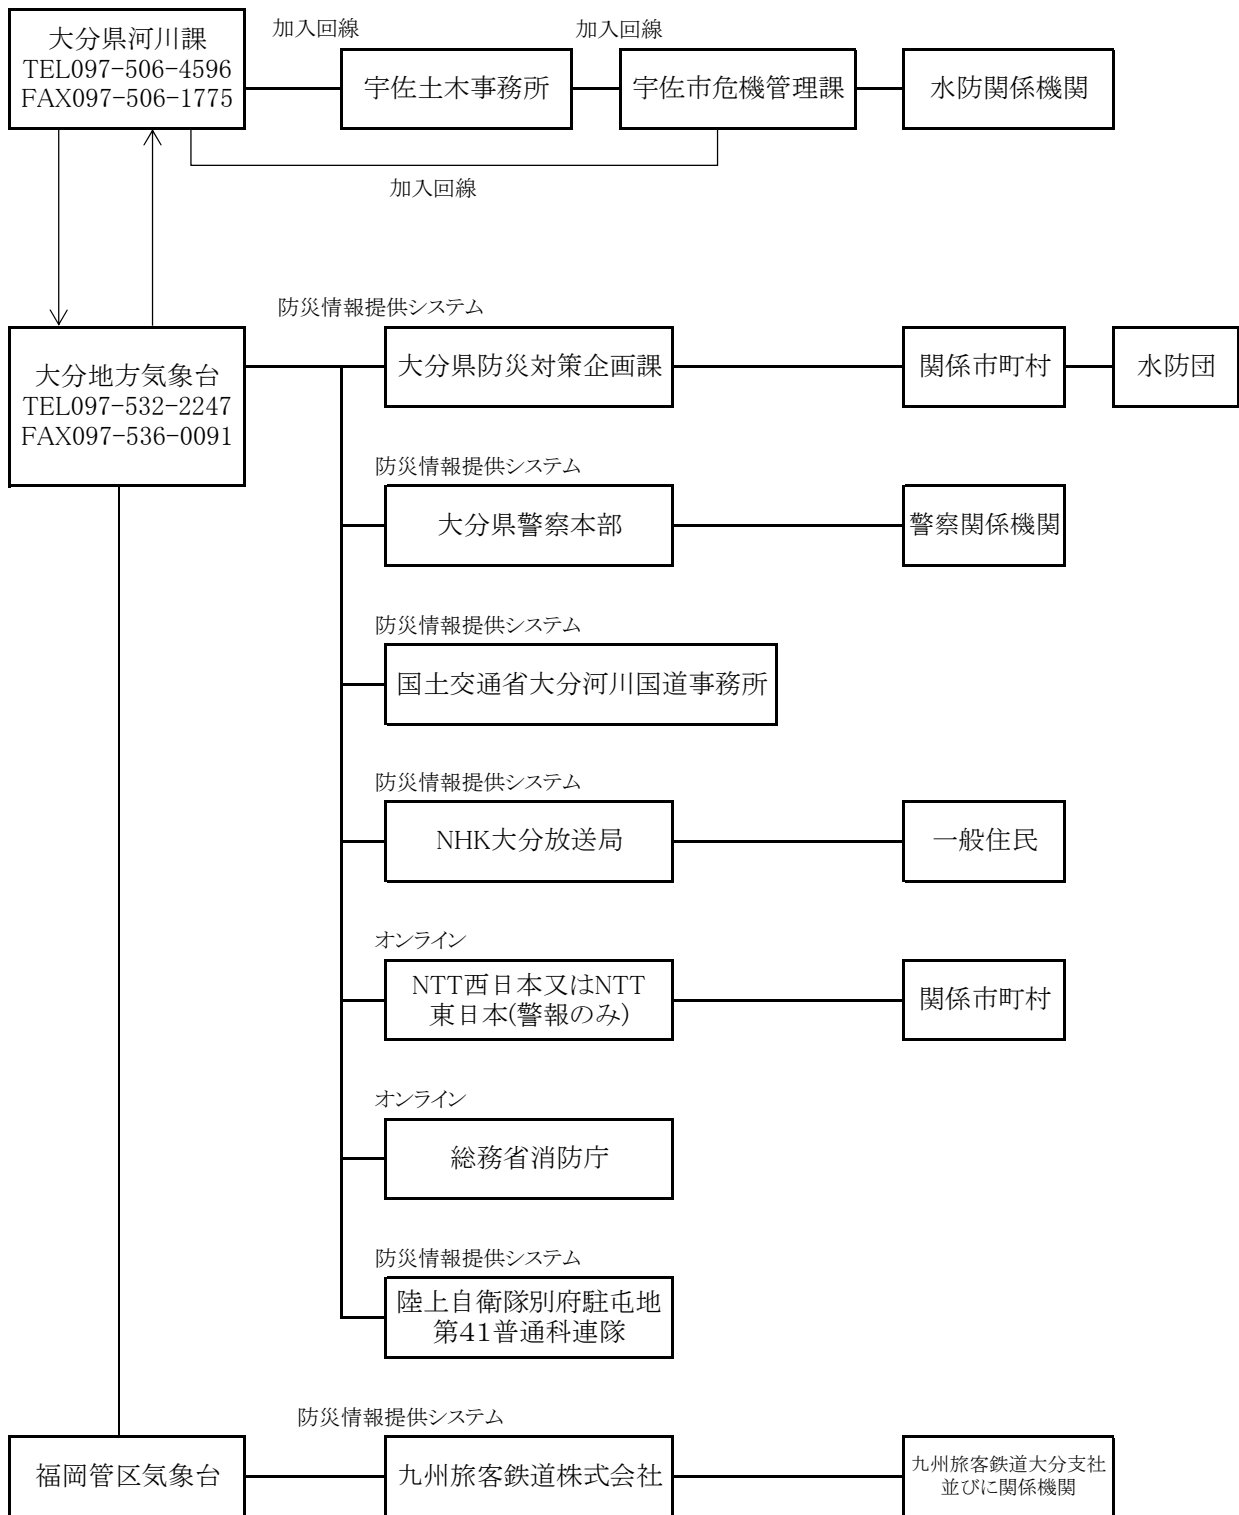 大分県河川課
TEL097-506-4596
FAX097-506-1775
加入回線
宇佐土木事務所
加入回線
宇佐市危機管理課
水防関係機関
加入回線
大分地方気象台
TEL097-532-2247
FAX097-536-0091
防災情報提供システム
大分県防災対策企画課
関係市町村
水防団
防災情報提供システム
大分県警察本部
警察関係機関
防災情報提供システム
国土交通省大分河川国道事務所
防災情報提供システム
NHK大分放送局
一般住民
オンライン
NTT西日本又はNTT
東日本(警報のみ)
関係市町村
オンライン
総務省消防庁
防災情報提供システム
陸上自衛隊別府駐屯地
第41普通科連隊
福岡管区気象台
防災情報提供システム
九州旅客鉄道株式会社
九州旅客鉄道大分支社
並びに関係機関